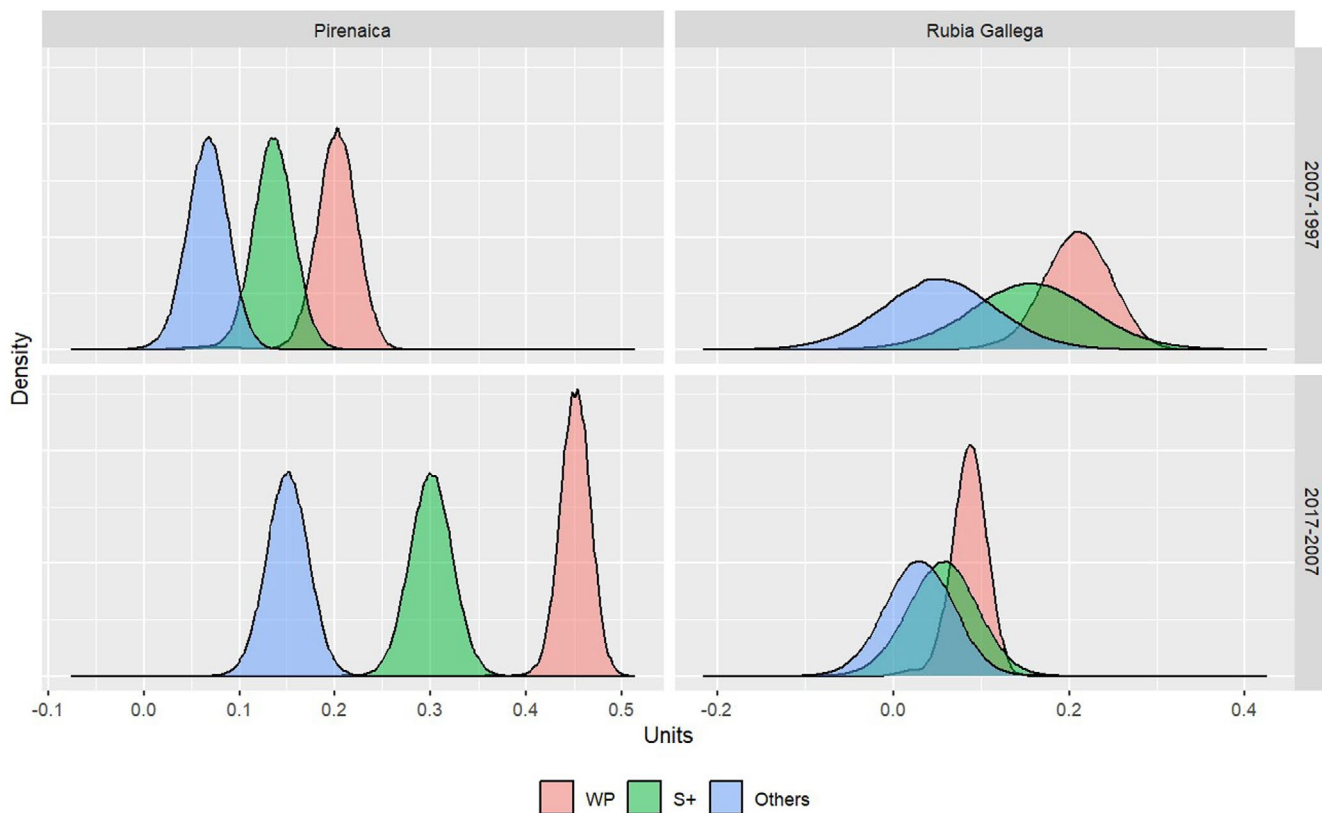 Pirenaica
Rubia Gallega
2007-1997
2017-2007
Density
-0.1 0.0 0.1 0.2 0.3 0.4 0.5
-0.2 0.0 0.2 0.4
Units
WP S+ Others